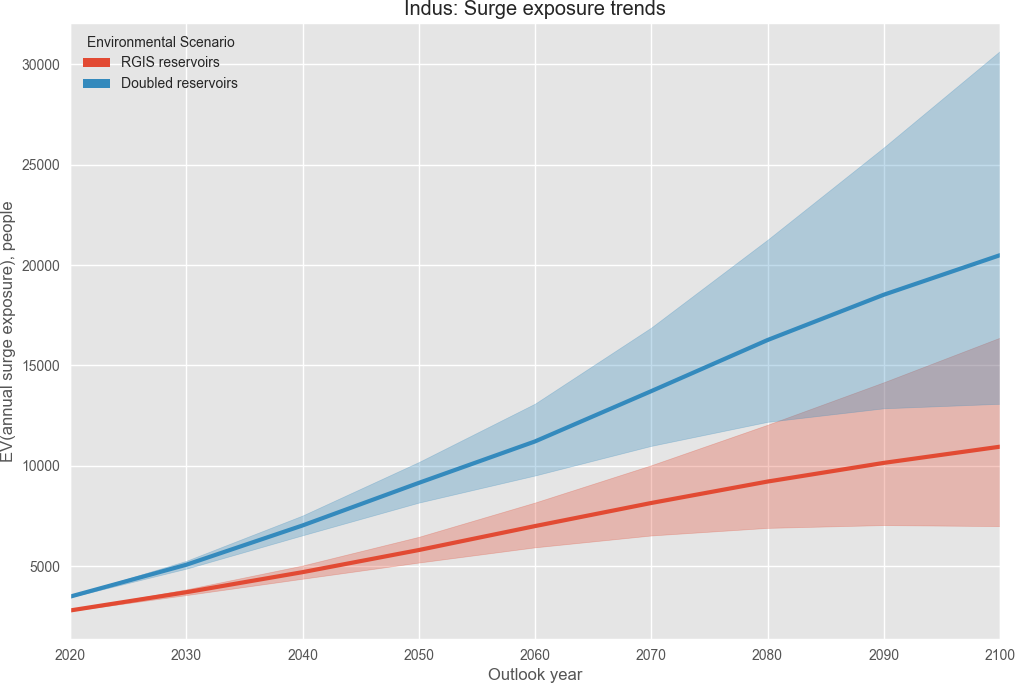 Indus: Surge exposure trends
Environmental Scenario
RGIS reservoirs
Doubled reservoirs
EV(annual surge exposure), people
30000
25000
20000
15000
10000
5000
2020 2030 2040 2050 2060 2070 2080 2090 2100
Outlook year